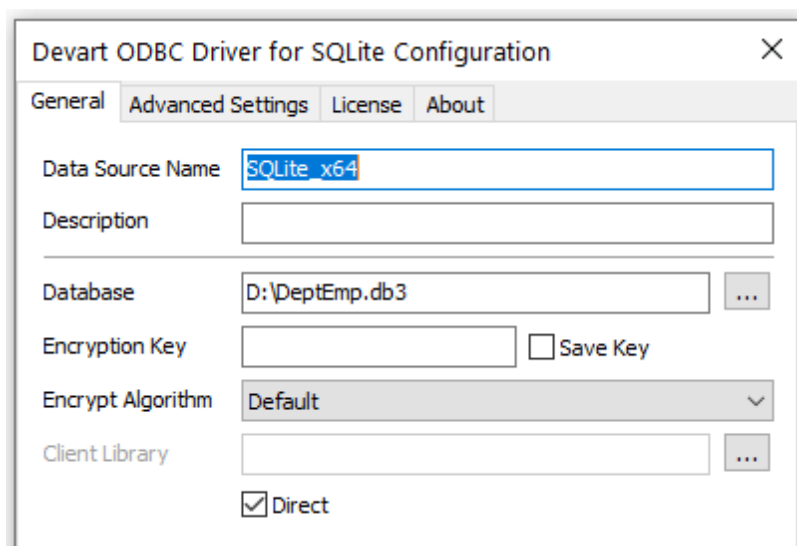 Devart ODBC Driver for SQLite Configuration
General Advanced Settings License About
Data Source Name SQLite_x64
Description
Database D:\DeptEmp.db3 ...
Encryption Key Save Key
Encrypt Algorithm Default
Client Library ...
Direct